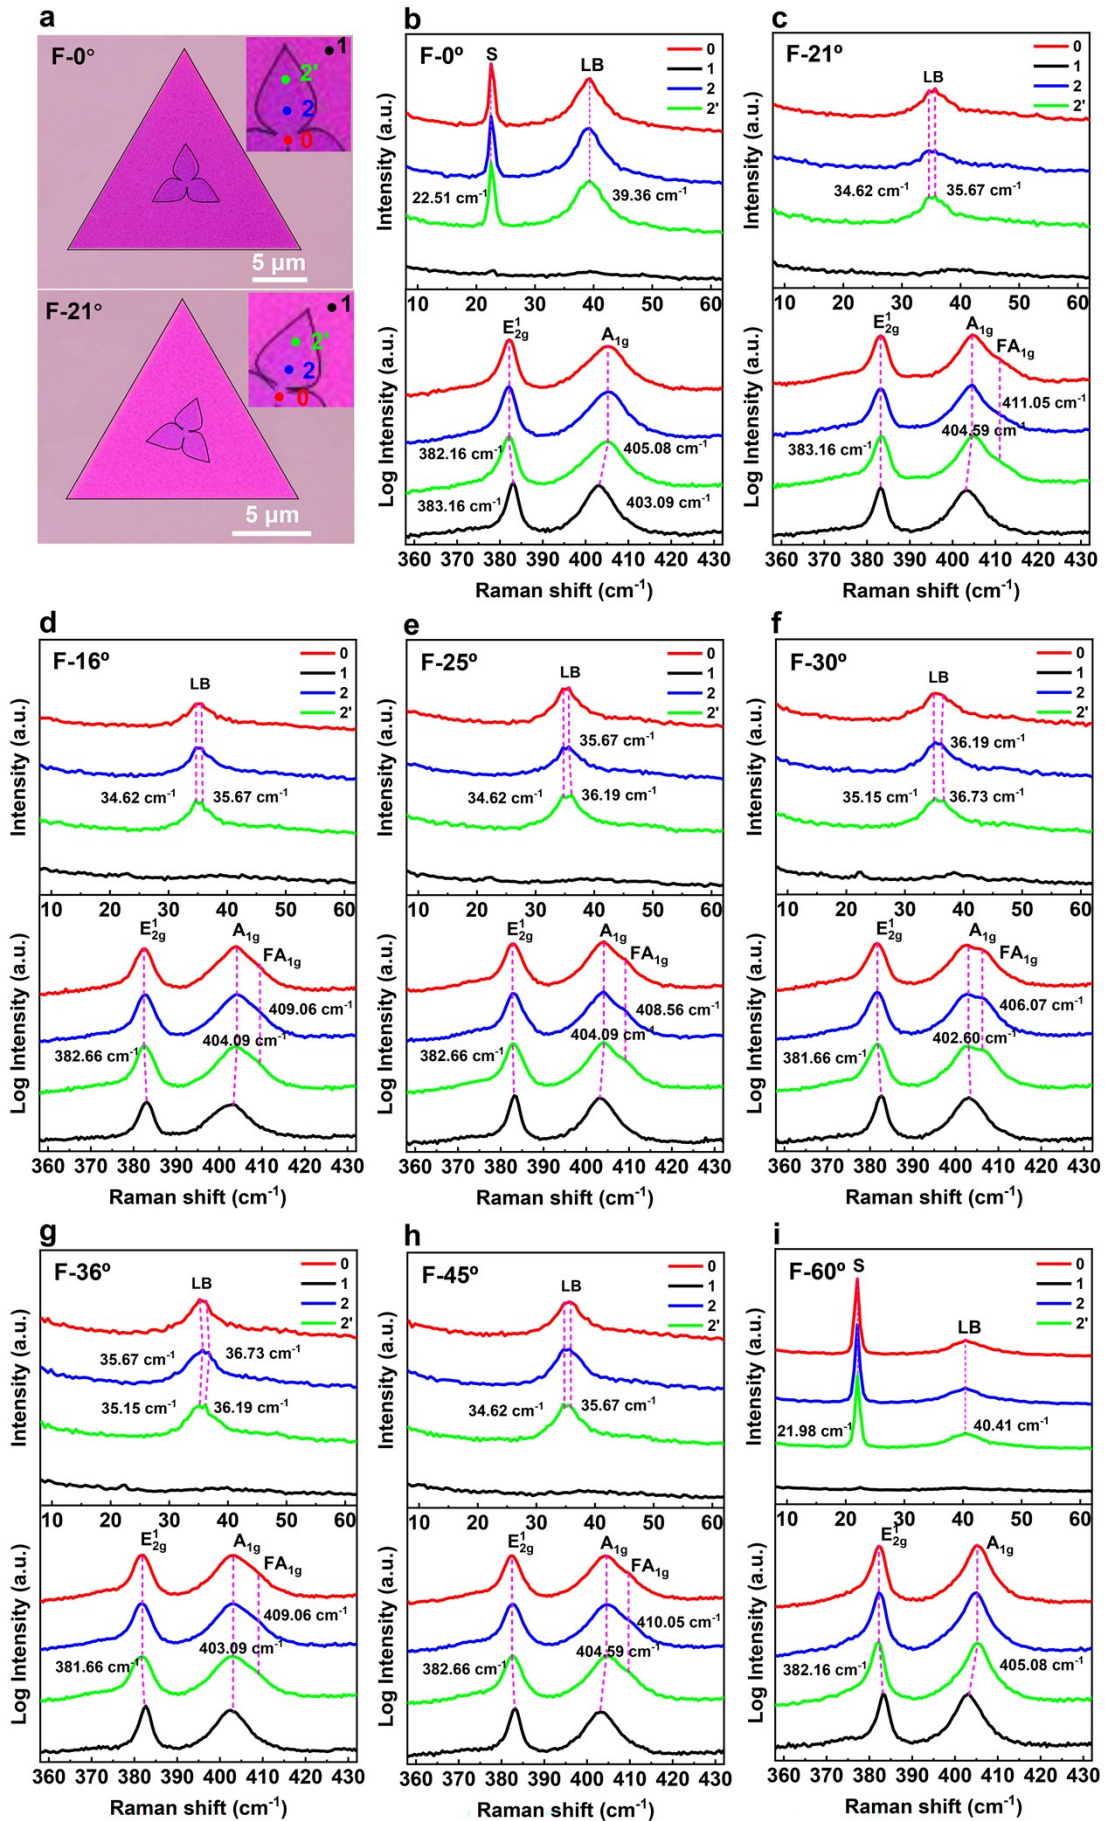 a
F-0°
1
2'
2
0
5 µm
F-21°
1
2'
2
0
5 µm
b
F-0º
S
LB
0
1
2
2'
22.51 cm-1
39.36 cm-1
Intensity (a.u.)
10 20 30 40 50 60
E12g
A1g
382.16 cm-1
405.08 cm-1
383.16 cm-1
403.09 cm-1
Log Intensity (a.u.)
360 370 380 390 400 410 420 430
Raman shift (cm-1)
c
F-21º
LB
0
1
2
2'
34.62 cm-1
35.67 cm-1
Intensity (a.u.)
10 20 30 40 50 60
E12g
A1g
FA1g
411.05 cm-1
404.59 cm-1
383.16 cm-1
Log Intensity (a.u.)
360 370 380 390 400 410 420 430
Raman shift (cm-1)
d
F-16º
LB
0
1
2
2'
34.62 cm-1
35.67 cm-1
Intensity (a.u.)
10 20 30 40 50 60
E12g
A1g
FA1g
409.06 cm-1
404.09 cm-1
382.66 cm-1
Log Intensity (a.u.)
360 370 380 390 400 410 420 430
Raman shift (cm-1)
e
F-25º
LB
0
1
2
2'
35.67 cm-1
34.62 cm-1
36.19 cm-1
Intensity (a.u.)
10 20 30 40 50 60
E12g
A1g
FA1g
408.56 cm-1
404.09 cm-1
382.66 cm-1
Log Intensity (a.u.)
360 370 380 390 400 410 420 430
Raman shift (cm-1)
f
F-30º
LB
0
1
2
2'
36.19 cm-1
35.15 cm-1
36.73 cm-1
Intensity (a.u.)
10 20 30 40 50 60
E12g
A1g
FA1g
406.07 cm-1
402.60 cm-1
381.66 cm-1
Log Intensity (a.u.)
360 370 380 390 400 410 420 430
Raman shift (cm-1)
g
F-36º
LB
0
1
2
2'
35.67 cm-1
36.73 cm-1
35.15 cm-1
36.19 cm-1
Intensity (a.u.)
10 20 30 40 50 60
E12g
A1g
FA1g
409.06 cm-1
403.09 cm-1
381.66 cm-1
Log Intensity (a.u.)
360 370 380 390 400 410 420 430
Raman shift (cm-1)
h
F-45º
LB
0
1
2
2'
34.62 cm-1
35.67 cm-1
Intensity (a.u.)
10 20 30 40 50 60
E12g
A1g
FA1g
410.05 cm-1
404.59 cm-1
382.66 cm-1
Log Intensity (a.u.)
360 370 380 390 400 410 420 430
Raman shift (cm-1)
i
F-60º
S
LB
0
1
2
2'
21.98 cm-1
40.41 cm-1
Intensity (a.u.)
10 20 30 40 50 60
E12g
A1g
382.16 cm-1
405.08 cm-1
Log Intensity (a.u.)
360 370 380 390 400 410 420 430
Raman shift (cm-1)